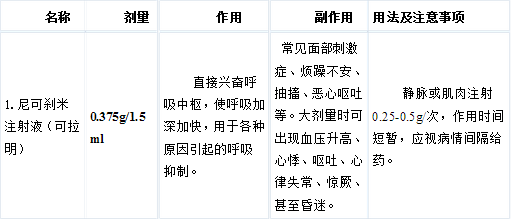 名称
剂量
作用
副作用
用法及注意事项
1. 尼可刹米
注射液（可拉
明）
0.375g/1.5
ml
直接兴奋呼
吸中枢，使呼吸加
深加快，用于各种
原因引起的呼吸
抑制。
常见面部刺激
症、烦躁不安、
抽搐、恶心呕吐
等。大剂量时可
出现血压升高、
心悸、呕吐、心
律失常、惊厥、
甚至昏迷。
静脉或肌肉注射
0.25-0.5g/次，作用时间
短暂，应视病情间隔给
药。